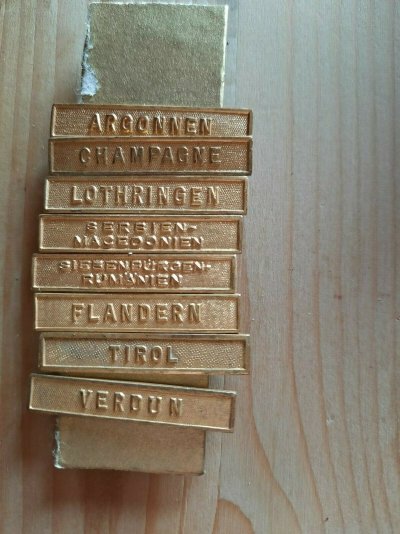 ARGONNEN
CHAMPAGNE
LOTHRINGEN
SERBIEN-
MACEDONIEN
SIEBENBÜRGEN-
RUMÄNIEN
FLANDERN
TIROL
VERDUN